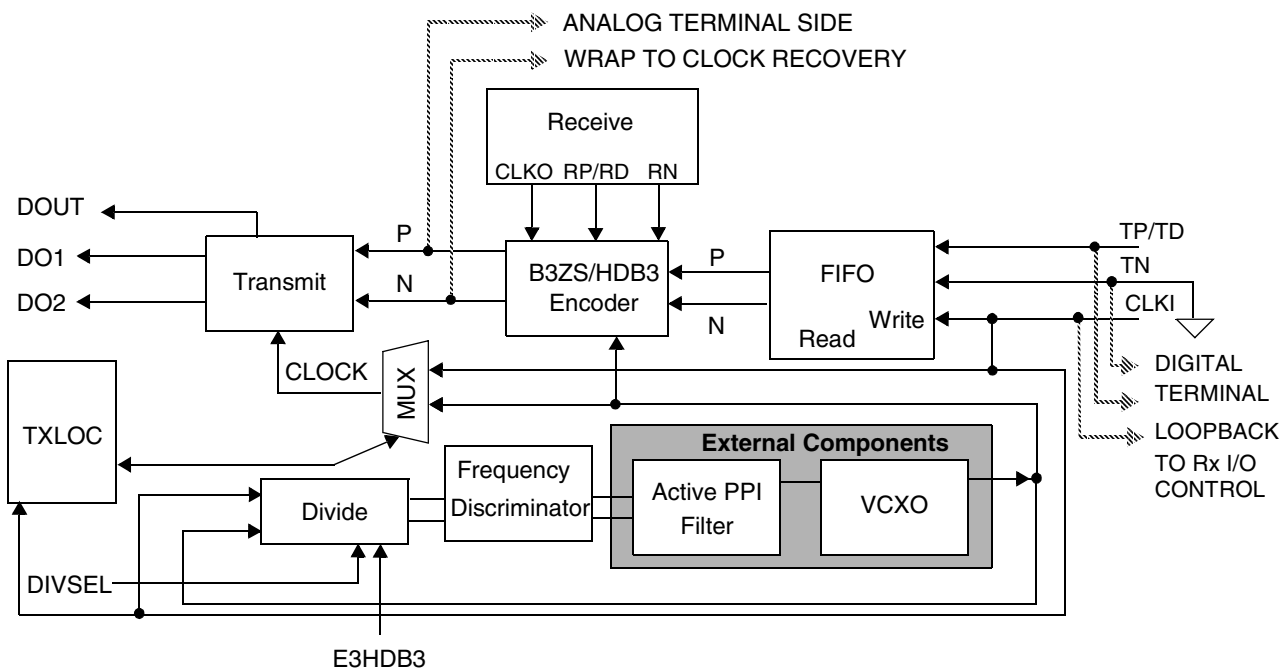 ANALOG TERMINAL SIDE
WRAP TO CLOCK RECOVERY
Receive
CLKO RP/RD RN
DOUT
DO1
DO2
Transmit
P
N
B3ZS/HDB3
Encoder
P
N
FIFO
Write
Read
TP/TD
TN
CLKI
DIGITAL
TERMINAL
LOOPBACK
TO Rx I/O
CONTROL
CLOCK
MUX
TXLOC
External Components
Frequency
Discriminator
Active PPI
Filter
VCXO
Divide
DIVSEL
E3HDB3